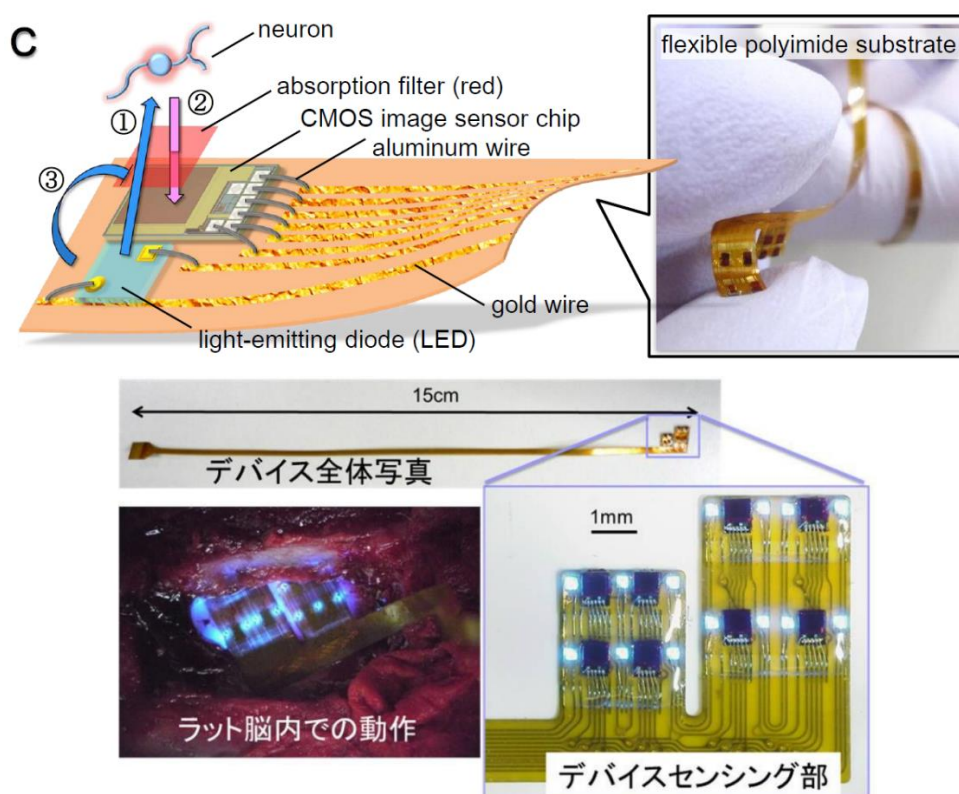 C
neuron
absorption filter (red)
CMOS image sensor chip
aluminum wire
①
②
③
gold wire
light-emitting diode (LED)
flexible polyimide substrate
15cm
デバイス全体写真
1mm
ラット脳内での動作
デバイスセンシング部